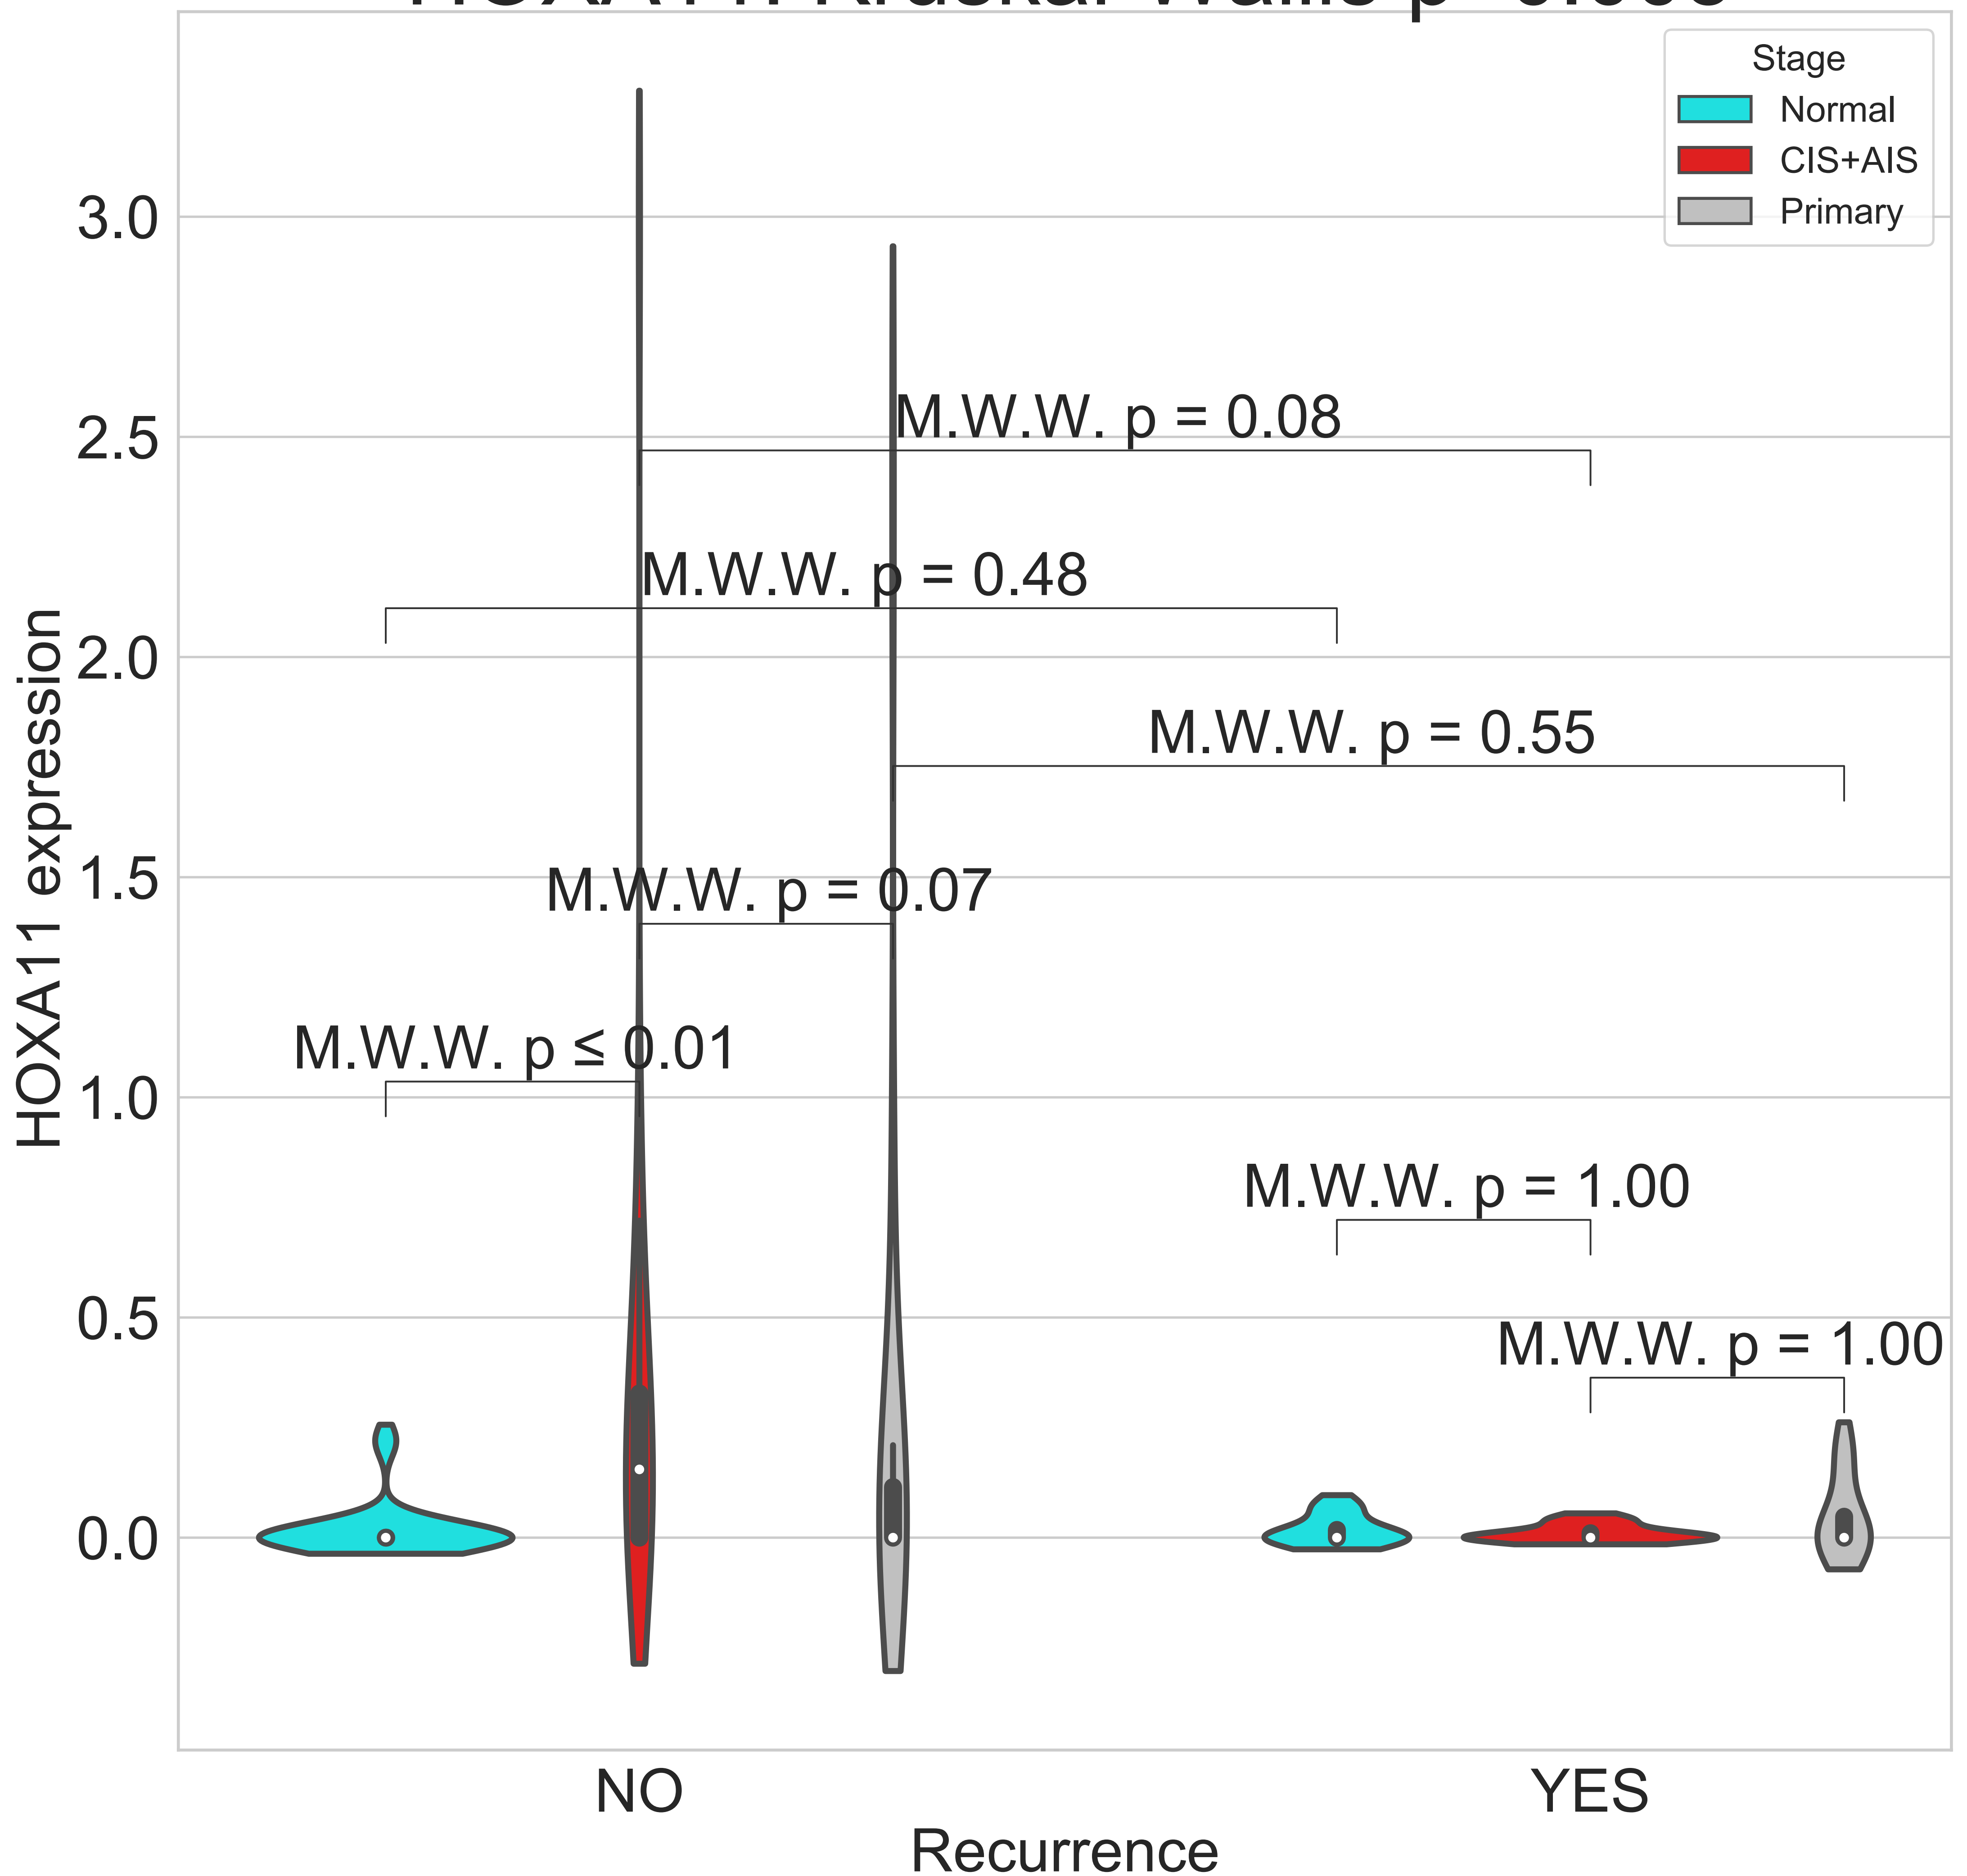 Stage
Normal
CIS+AIS
Primary
3.0
2.5
2.0
1.5
1.0
0.5
0.0
HOXA11 expression
M.W.W. p = 0.08
M.W.W. p = 0.48
M.W.W. p = 0.55
M.W.W. p = 0.07
M.W.W. p ≤ 0.01
M.W.W. p = 1.00
M.W.W. p = 1.00
NO
YES
Recurrence